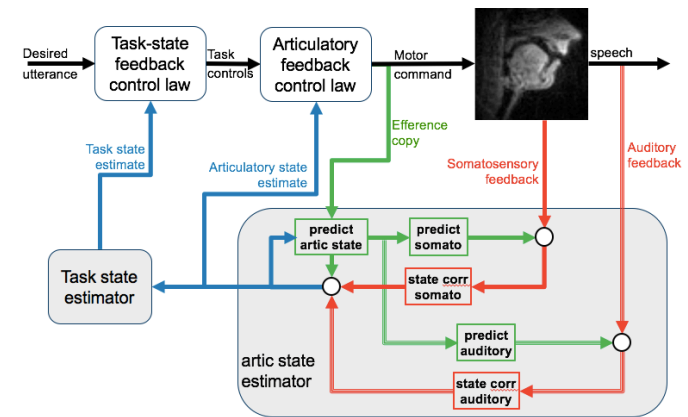 Desired
utterance
Task-state
feedback
control law
Task
controls
Articulatory
feedback
control law
Motor
command
speech
Efference
copy
Task state
estimate
Articulatory state
estimate
Somatosensory
feedback
Auditory
feedback
predict
artic state
predict
somato
Task state
estimator
state corr
somato
predict
auditory
artic state
estimator
state corr
auditory